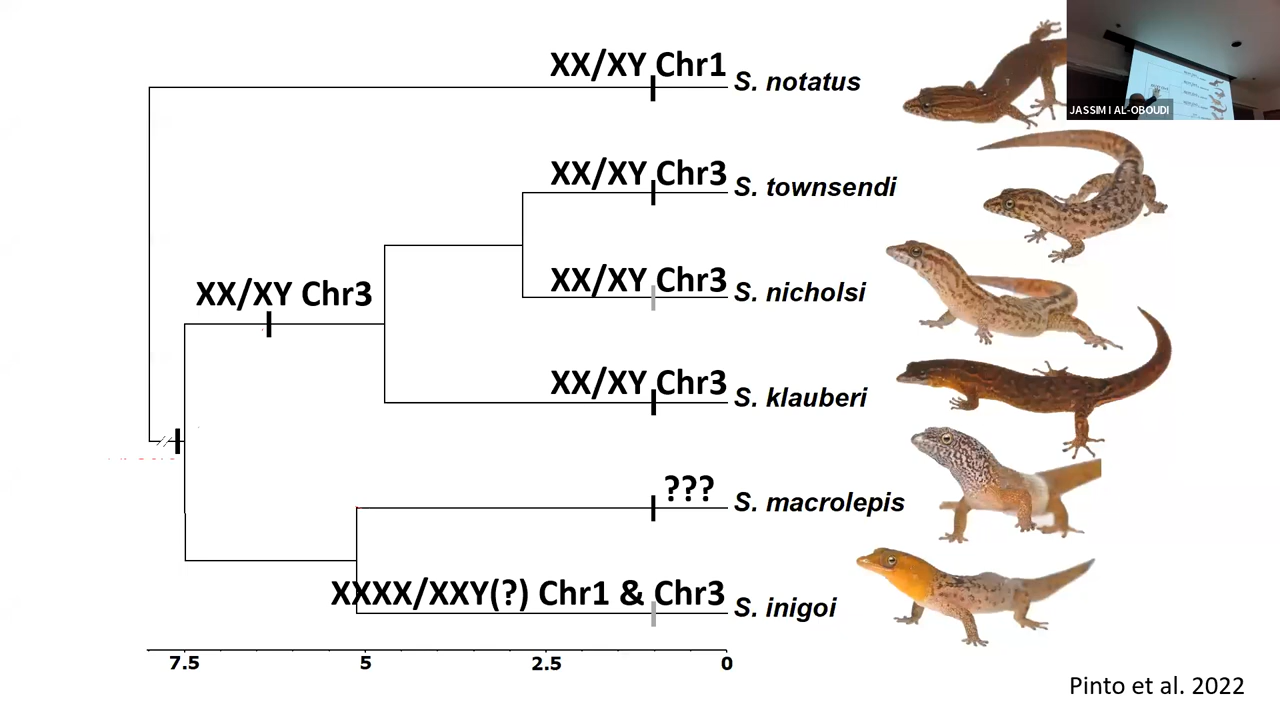 XX/XY Chr1
S. notatus
JASSIM I AL-OBOUDI
XX/XY Chr3
S. townsendi
XX/XY Chr3
S. nicholsi
XX/XY Chr3
XX/XY Chr3
S. klauberi
???
S. macrolepis
XXXX/XXY(?) Chr1 & Chr3
S. inigoi
7.5 5 2.5 0
Pinto et al. 2022